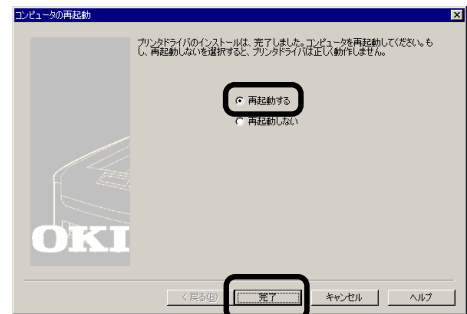 コンピュータの再起動
プリンタドライバのインストールは、完了しました。コンピュータを再起動してください。も
し、再起動しないを選択すると、プリンタドライバは正しく動作しません。
再起動する
再起動しない
OKI
< 戻る(B)
完了
キャンセル
ヘルプ